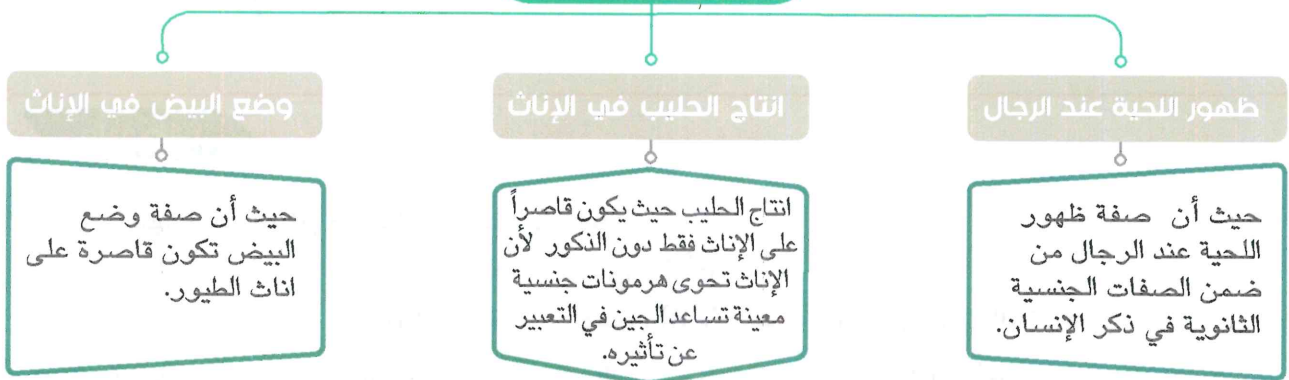 ظهور اللحية عند الرجال
حيث أن صفة ظهور
اللحية عند الرجال من
ضمن الصفات الجنسية
الثانوية في ذكر الإنسان.
انتاج الحليب في الإناث
انتاج الحليب حيث يكون قاصراً
على الإناث فقط دون الذكور لأن
الإناث تحوى هرمونات جنسية
معينة تساعد الجين في التعبير
عن تأثيره.
وضع البيض في الإناث
حيث أن صفة وضع
البيض تكون قاصرة على
اناث الطيور.